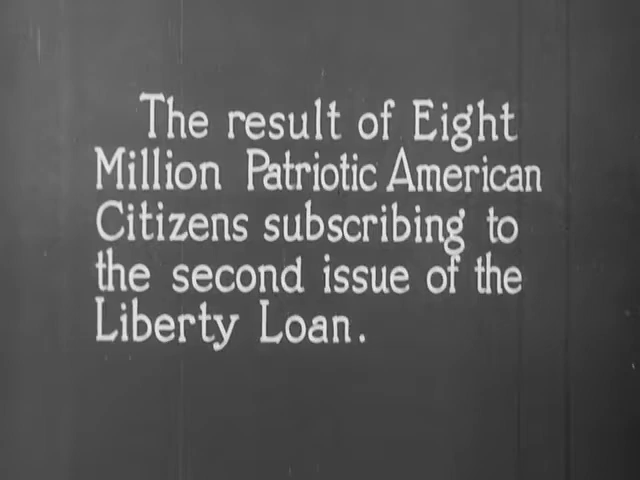 The result of Eight
Million Patriotic American
Citizens subscribing to
the second issue of the
Liberty Loan.